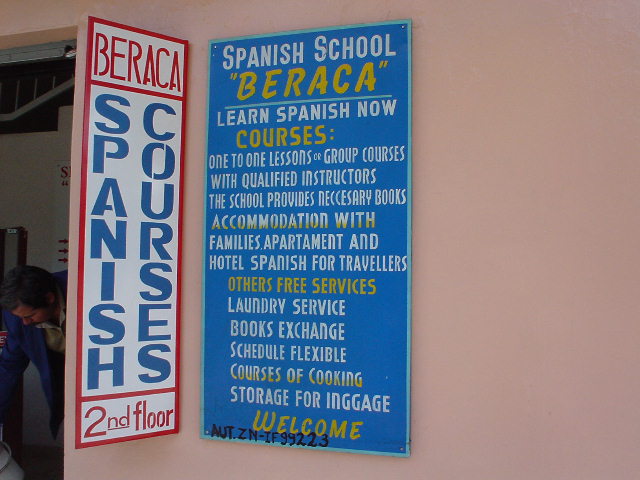 BERACA
SPANISH
COURSES
2nd floor
SPANISH SCHOOL
"BERACA"
LEARN SPANISH NOW
COURSES:
ONE TO ONE LESSONS OR GROUP COURSES
WITH QUALIFIED INSTRUCTORS
THE SCHOOL PROVIDES NECCESARY BOOKS
ACCOMMODATION WITH
FAMILIES.APARTAMENT AND
HOTEL SPANISH FOR TRAVELLERS
OTHERS FREE SERVICES
LAUNDRY SERVICE
BOOKS EXCHANGE
SCHEDULE FLEXIBLE
COURSES OF COOKING
STORAGE FOR INGGAGE
WELCOME
AUT.ZN-IF99223